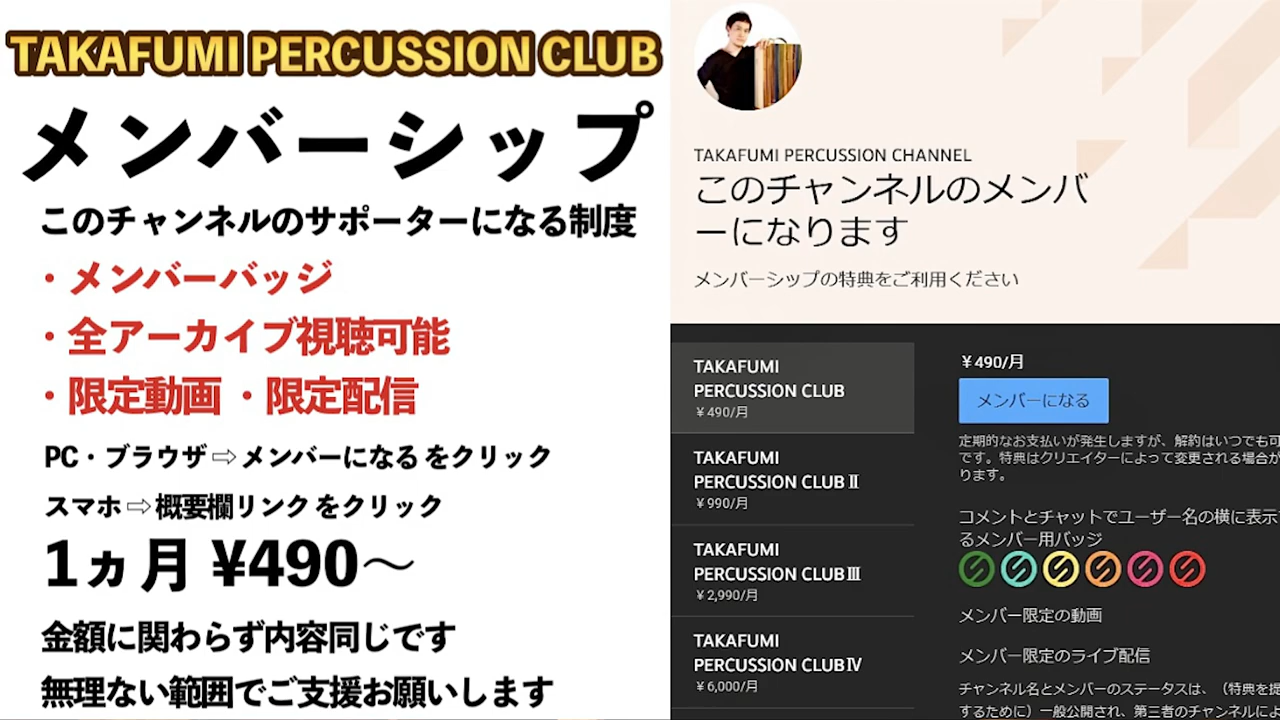 TAKAFUMI PERCUSSION CLUB
メンバーシップ
このチャンネルのサポーターになる制度
・メンバーバッジ
・全アーカイブ視聴可能
・限定動画 ・限定配信
PC・ブラウザ⇨メンバーになる をクリック
スマホ⇨概要欄リンク をクリック
1ヵ月 ¥490〜
金額に関わらず内容同じです
無理ない範囲でご支援お願いします
TAKAFUMI PERCUSSION CHANNEL
このチャンネルのメンバ
ーになります
メンバーシップの特典をご利用ください
TAKAFUMI
PERCUSSION CLUB
¥490/月
TAKAFUMI
PERCUSSION CLUBⅡ
¥990/月
TAKAFUMI
PERCUSSION CLUBⅢ
¥2,990/月
TAKAFUMI
PERCUSSION CLUBⅣ
¥6,000/月
¥490/月
メンバーになる
定期的なお支払いが発生しますが、解約はいつでも可
です。特典はクリエイターによって変更される場合が
ります。
コメントとチャットでユーザー名の横に表示
るメンバー用バッジ
メンバー限定の動画
メンバー限定のライブ配信
チャンネル名とメンバーのステータスは、（特典を提
するために）一般公開され、第三者のチャンネルによ